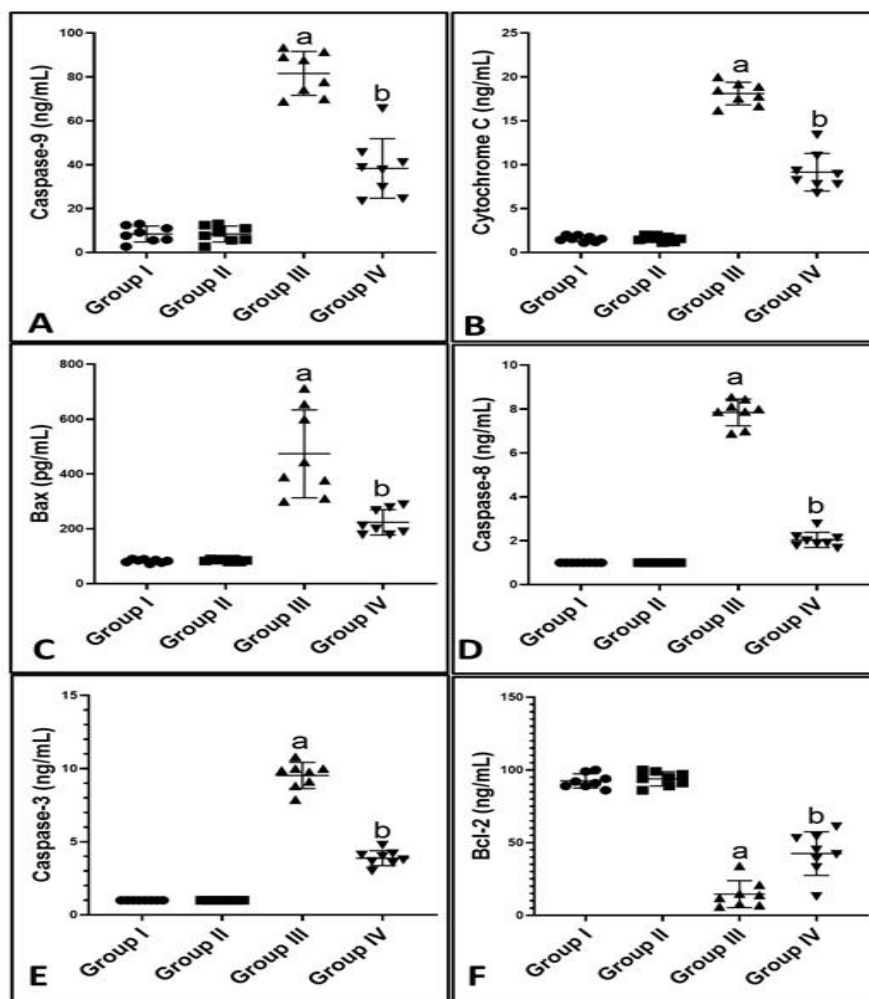 Caspase-9 (ng/mL)
100
80
60
40
20
0
a
b
Group I
Group II
Group III
Group IV
A
Cytochrome C (ng/mL)
25
20
15
10
5
0
a
b
Group I
Group II
Group III
Group IV
B
Bax (pg/mL)
800
600
400
200
0
a
b
Group I
Group II
Group III
Group IV
C
Caspase-8 (ng/mL)
10
8
6
4
2
0
a
b
Group I
Group II
Group III
Group IV
D
Caspase-3 (ng/mL)
15
10
5
0
a
b
Group I
Group II
Group III
Group IV
E
Bcl-2 (ng/mL)
150
100
50
0
a
b
Group I
Group II
Group III
Group IV
F